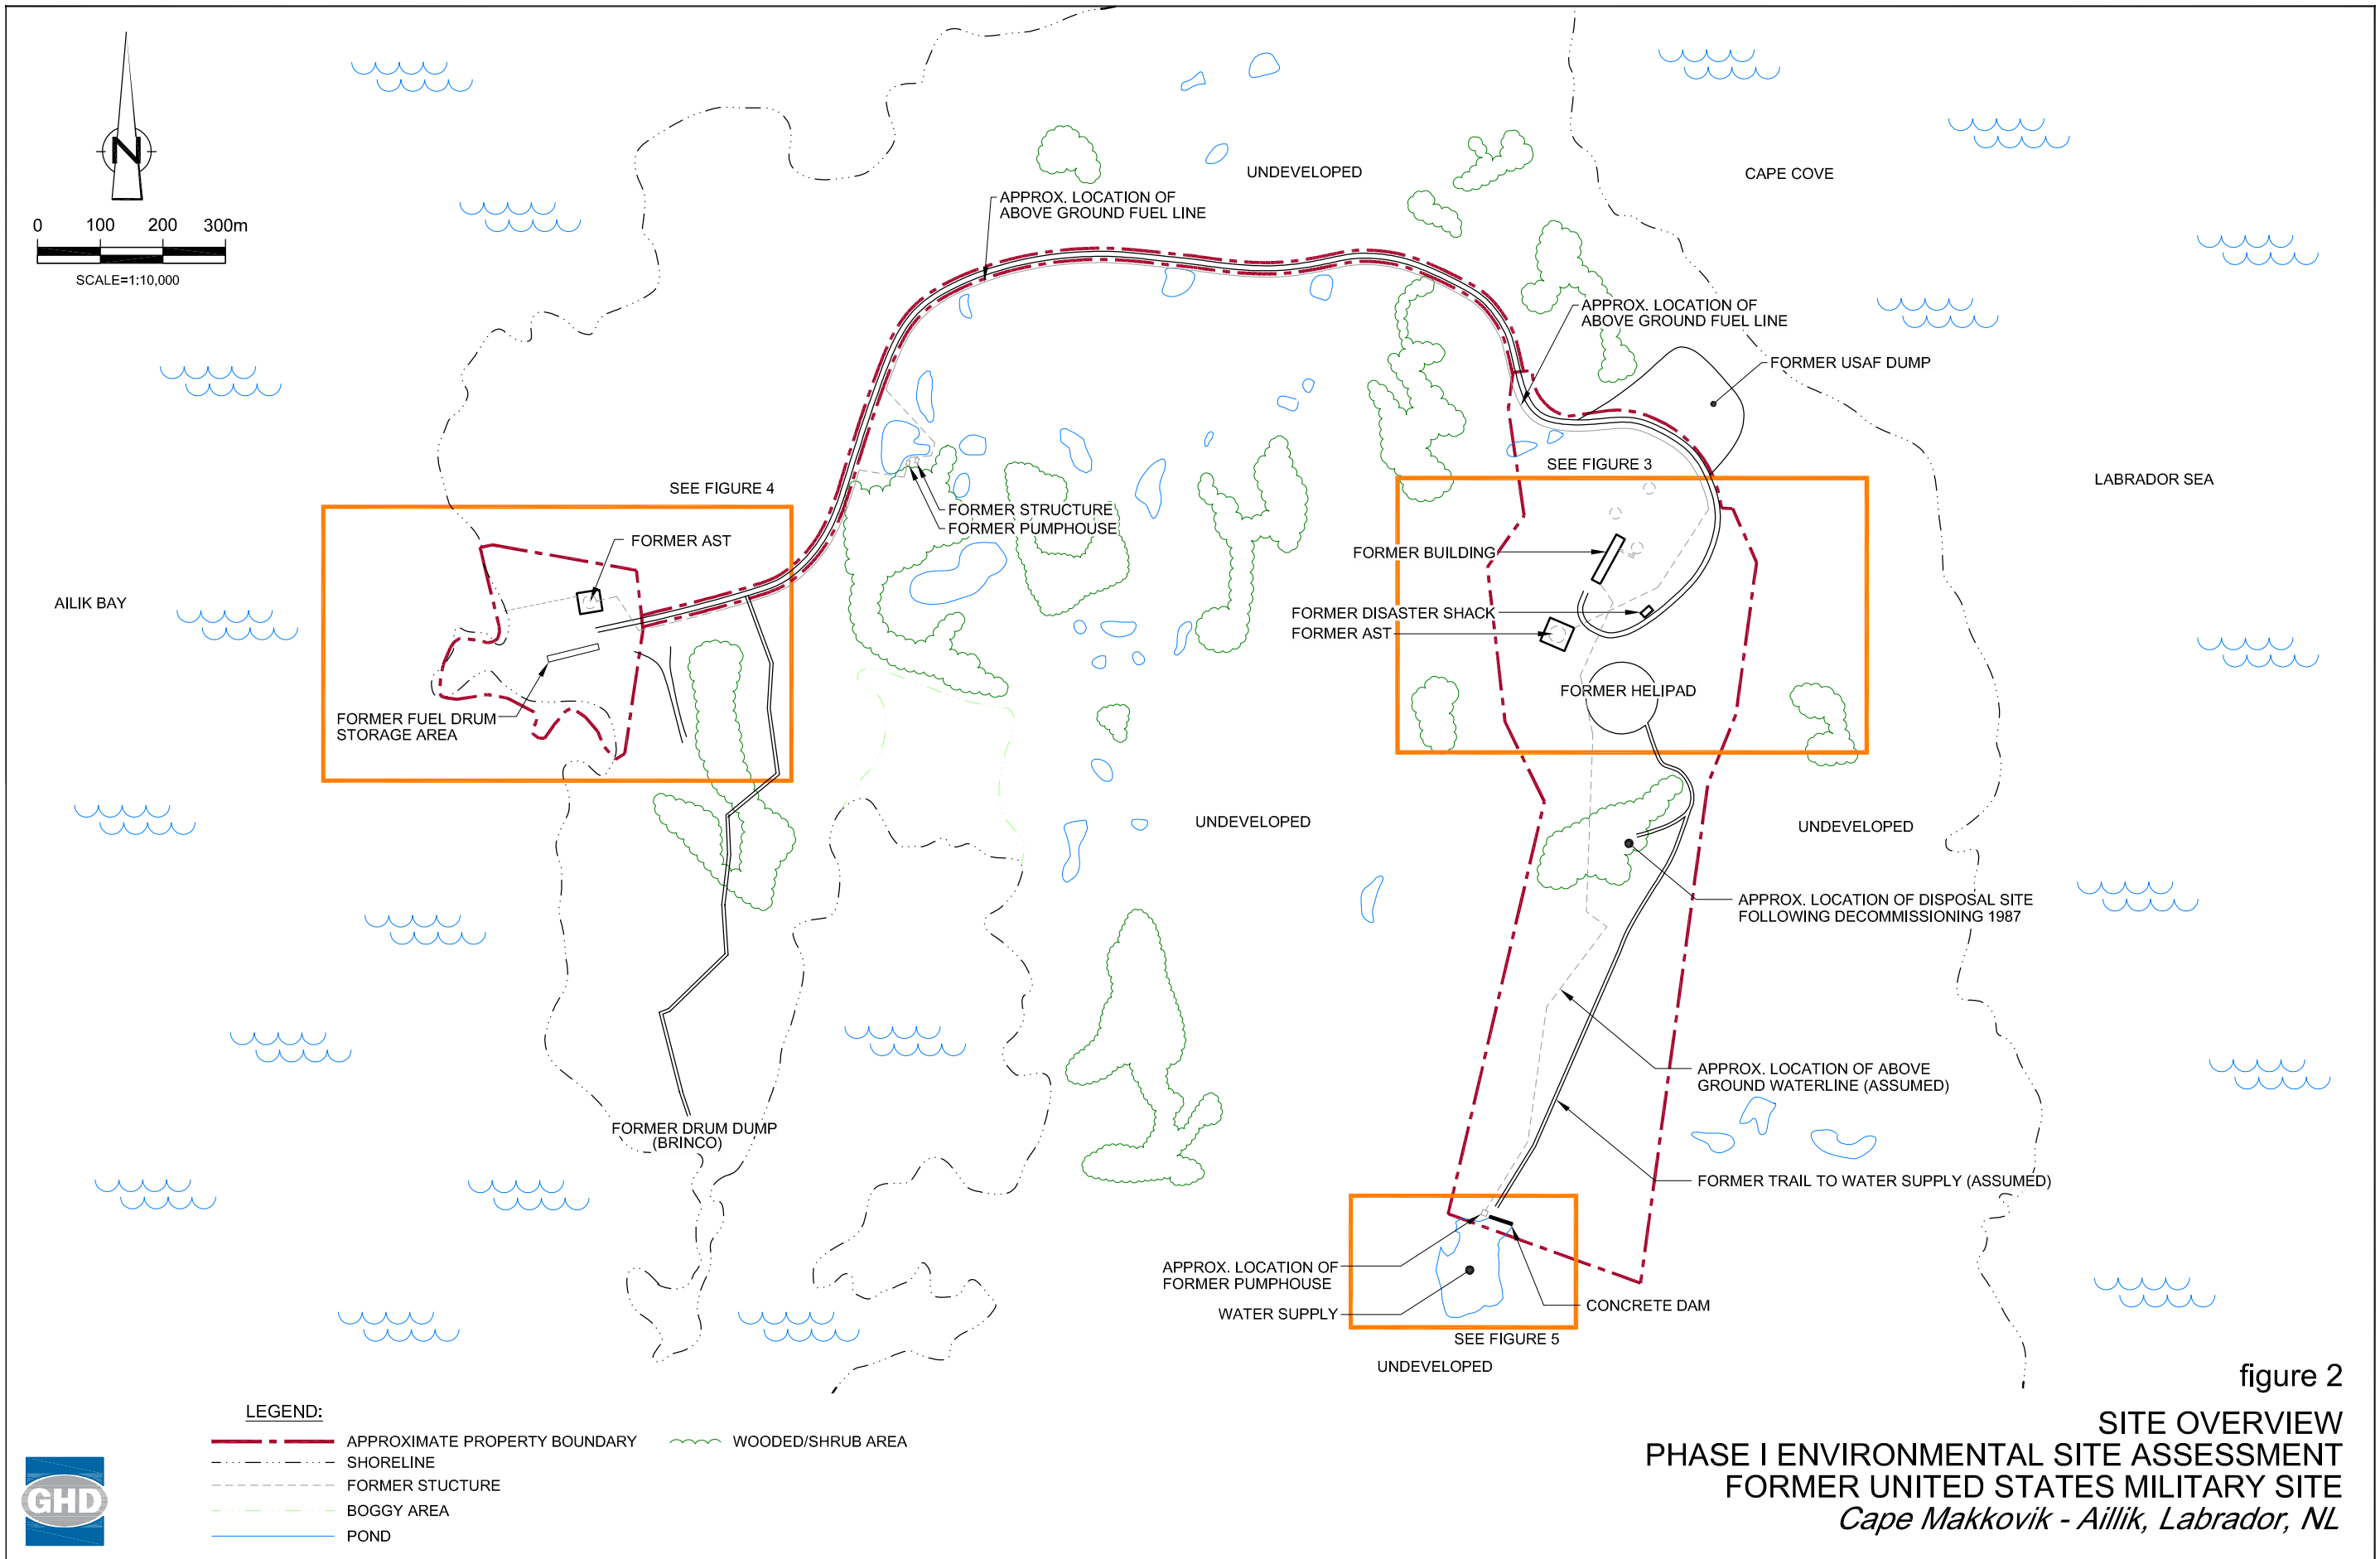 N
0 100 200 300m
SCALE=1:10,000
UNDEVELOPED
CAPE COVE
APPROX. LOCATION OF
ABOVE GROUND FUEL LINE
APPROX. LOCATION OF
ABOVE GROUND FUEL LINE
FORMER USAF DUMP
SEE FIGURE 3
LABRADOR SEA
SEE FIGURE 4
FORMER STRUCTURE
FORMER PUMPHOUSE
FORMER AST
FORMER BUILDING
AILIK BAY
FORMER DISASTER SHACK
FORMER AST
FORMER HELIPAD
FORMER FUEL DRUM
STORAGE AREA
UNDEVELOPED
UNDEVELOPED
APPROX. LOCATION OF DISPOSAL SITE
FOLLOWING DECOMMISSIONING 1987
APPROX. LOCATION OF ABOVE
GROUND WATERLINE (ASSUMED)
FORMER DRUM DUMP
(BRINCO)
FORMER TRAIL TO WATER SUPPLY (ASSUMED)
APPROX. LOCATION OF
FORMER PUMPHOUSE
WATER SUPPLY
CONCRETE DAM
SEE FIGURE 5
UNDEVELOPED
figure 2
SITE OVERVIEW
PHASE I ENVIRONMENTAL SITE ASSESSMENT
FORMER UNITED STATES MILITARY SITE
Cape Makkovik - Aillik, Labrador, NL
LEGEND:
APPROXIMATE PROPERTY BOUNDARY
WOODED/SHRUB AREA
SHORELINE
FORMER STUCTURE
BOGGY AREA
POND
GHD